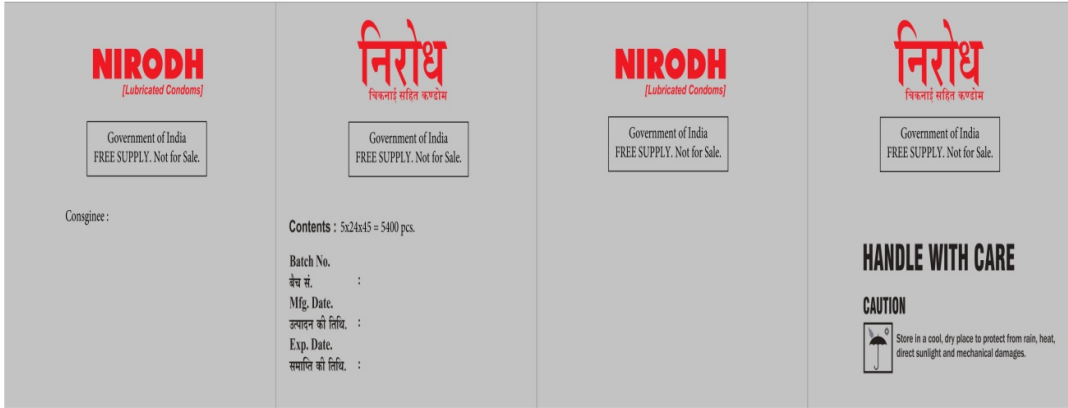 NIRODH
[Lubricated Condoms]
Government of India
FREE SUPPLY. Not for Sale.
Consginee :
निरोध
चिकनाई सहित कण्डोम
Government of India
FREE SUPPLY. Not for Sale.
Contents : 5x24x45 = 5400 pcs.
Batch No.
बैच सं. :
Mfg. Date.
उत्पादन की तिथि. :
Exp. Date.
समाप्ति की तिथि. :
NIRODH
[Lubricated Condoms]
Government of India
FREE SUPPLY. Not for Sale.
निरोध
चिकनाई सहित कण्डोम
Government of India
FREE SUPPLY. Not for Sale.
HANDLE WITH CARE
CAUTION
Store in a cool, dry place to protect from rain, heat,
direct sunlight and mechanical damages.